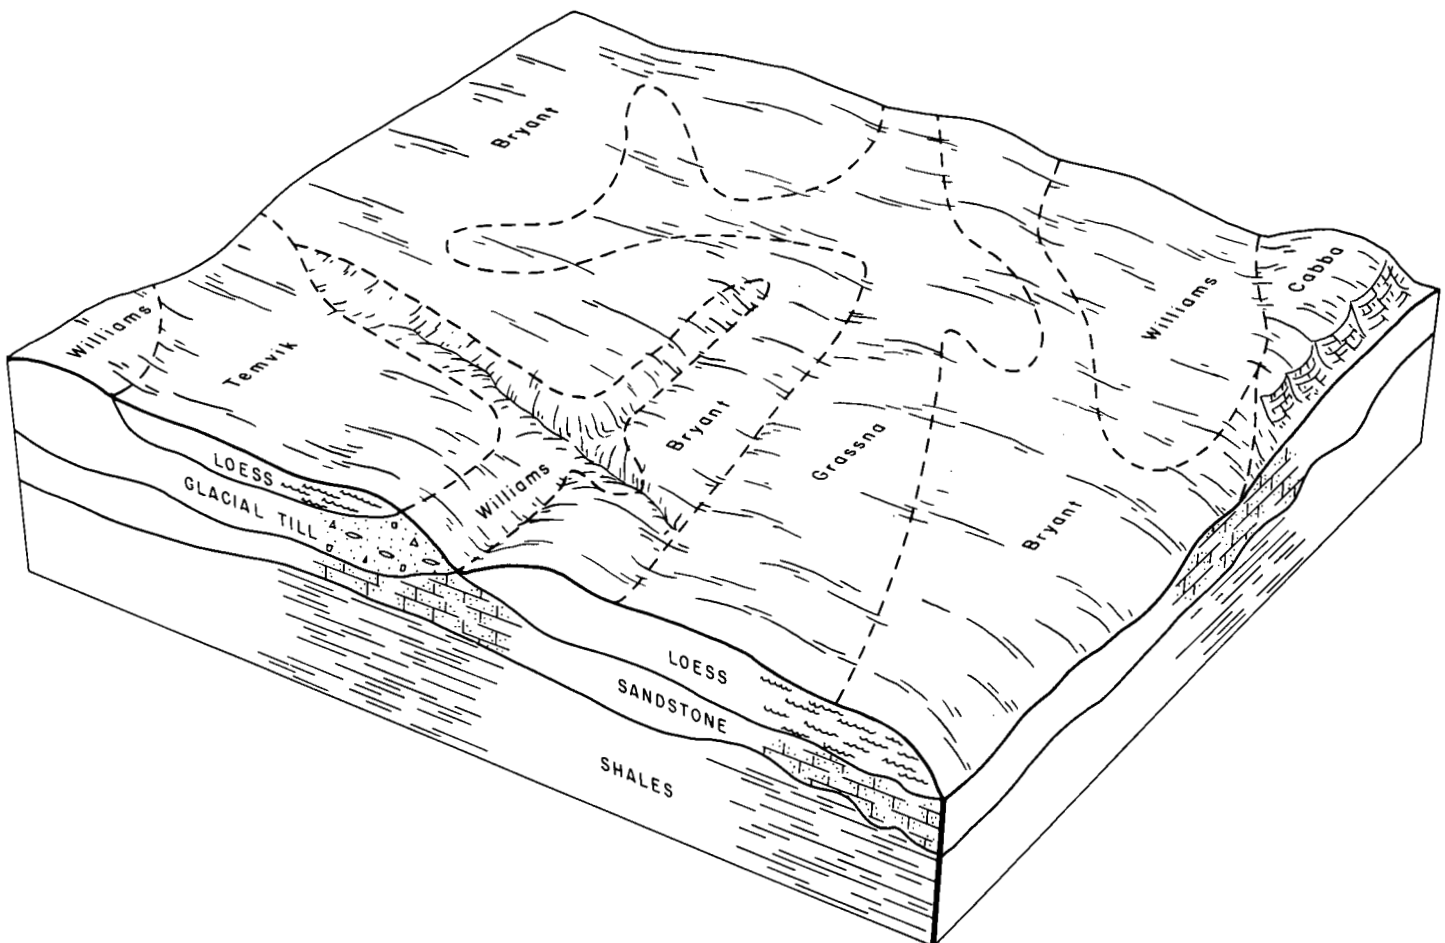 Bryant
Cabba
Williams
Williams
Temvik
Bryant
Grassna
Williams
Bryant
LOESS
GLACIAL TILL
LOESS
SANDSTONE
SHALES